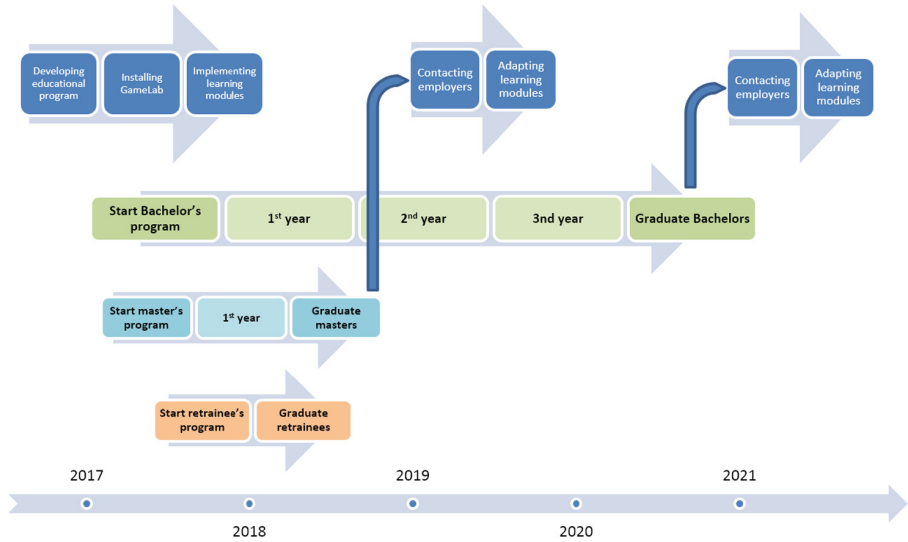 Developing
educational
program
Installing
GameLab
Implementing
learning
modules
Contacting
employers
Adapting
learning
modules
Contacting
employers
Adapting
learning
modules
Start Bachelor's
program
1st year
2nd year
3nd year
Graduate Bachelors
Start master's
program
1st year
Graduate
masters
Start retrainee's
program
Graduate
retrainees
2017
2019
2021
2018
2020